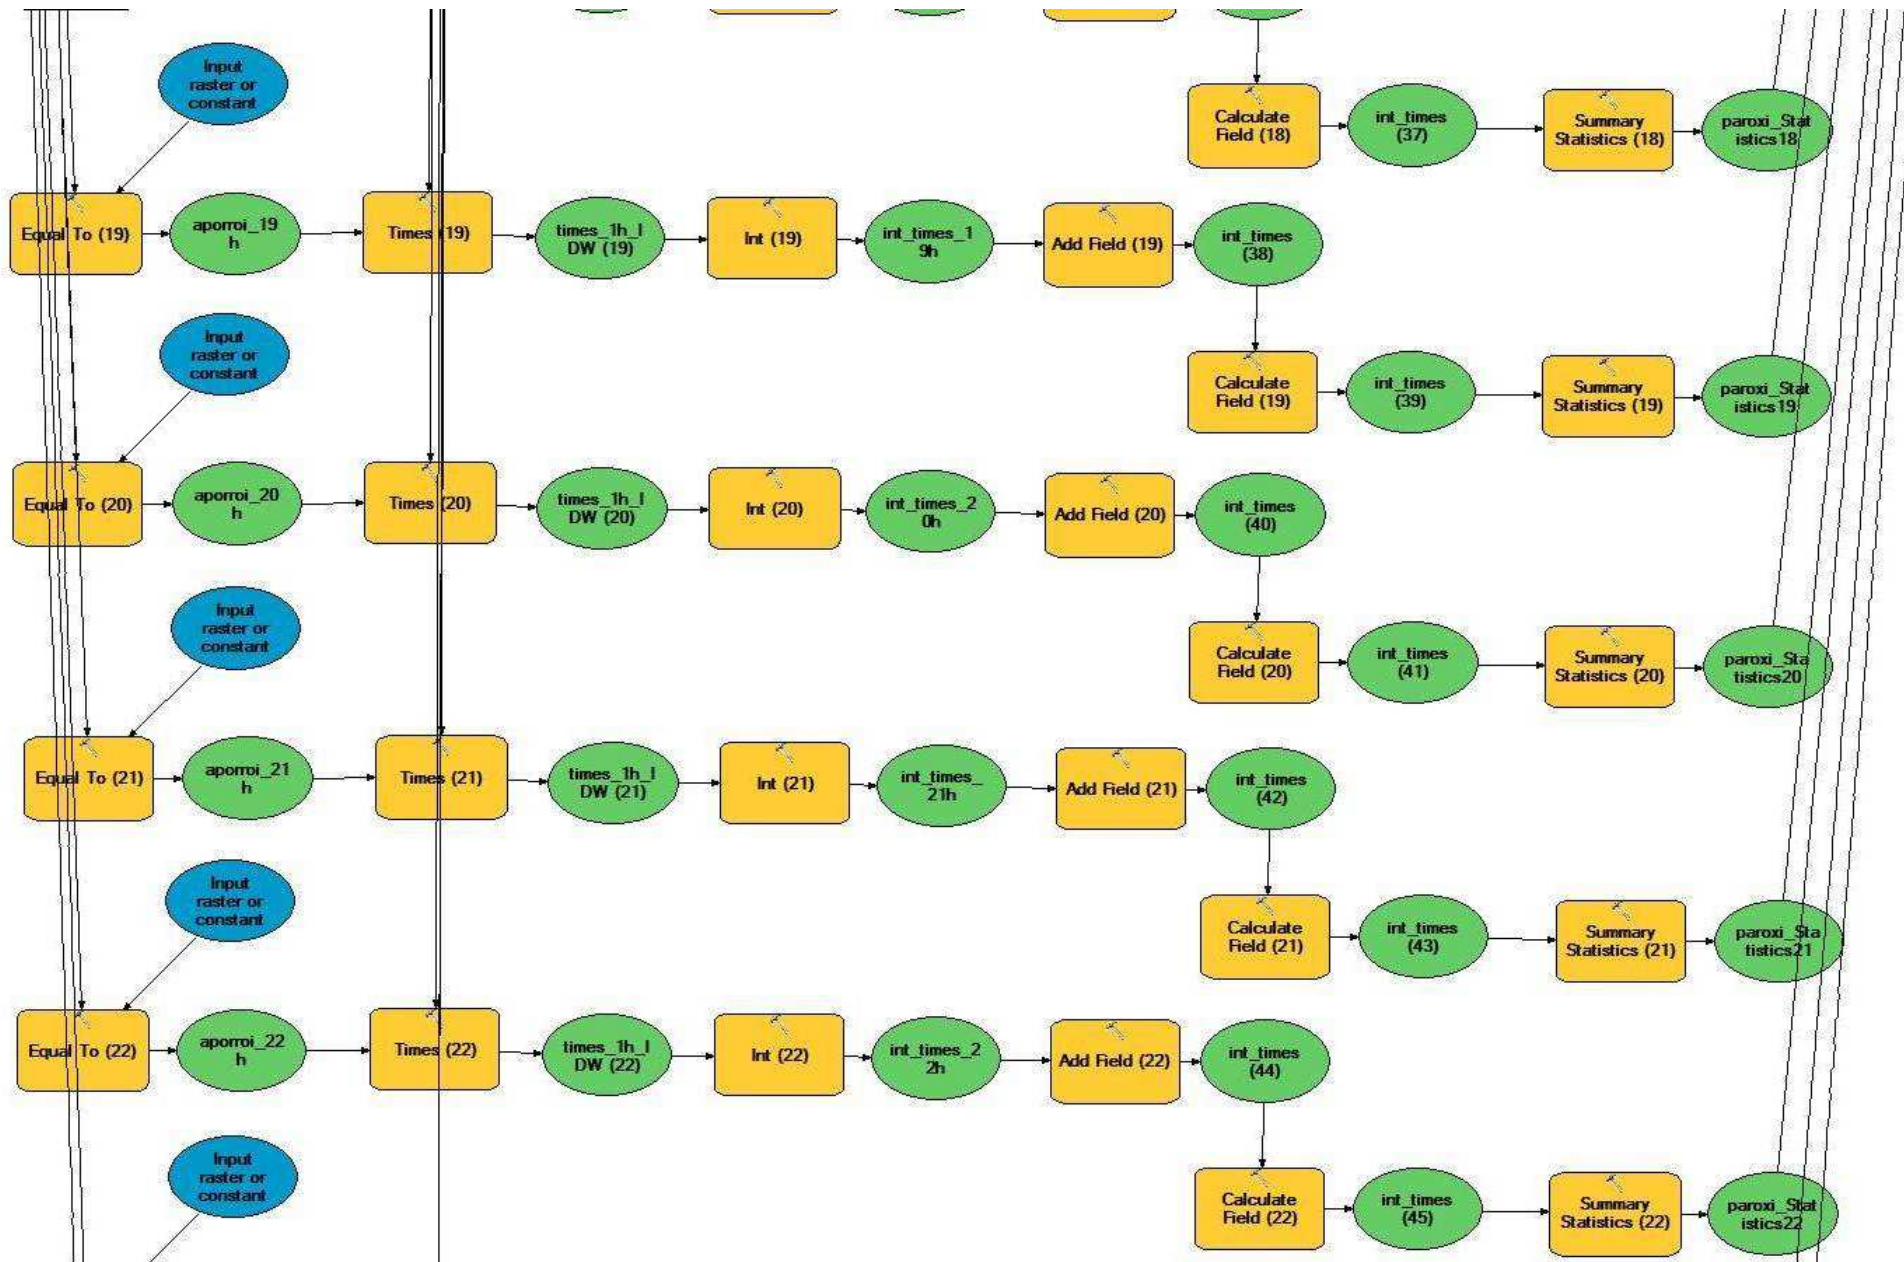 Input
raster or
constant
Calculate
Field (18)
int_times
(37)
Summary
Statistics (18)
paroxi_Stat
istics18
Equal To (19)
aporroi_19
h
Times (19)
times_1h_I
DW (19)
Int (19)
int_times_1
9h
Add Field (19)
int_times
(38)
Input
raster or
constant
Calculate
Field (19)
int_times
(39)
Summary
Statistics (19)
paroxi_Stat
istics19
Equal To (20)
aporroi_20
h
Times (20)
times_1h_I
DW (20)
Int (20)
int_times_2
0h
Add Field (20)
int_times
(40)
Input
raster or
constant
Calculate
Field (20)
int_times
(41)
Summary
Statistics (20)
paroxi_Sta
tistics20
Equal To (21)
aporroi_21
h
Times (21)
times_1h_I
DW (21)
Int (21)
int_times_
21h
Add Field (21)
int_times
(42)
Input
raster or
constant
Calculate
Field (21)
int_times
(43)
Summary
Statistics (21)
paroxi_Sta
tistics21
Equal To (22)
aporroi_22
h
Times (22)
times_1h_I
DW (22)
Int (22)
int_times_2
2h
Add Field (22)
int_times
(44)
Input
raster or
constant
Calculate
Field (22)
int_times
(45)
Summary
Statistics (22)
paroxi_Stat
istics22